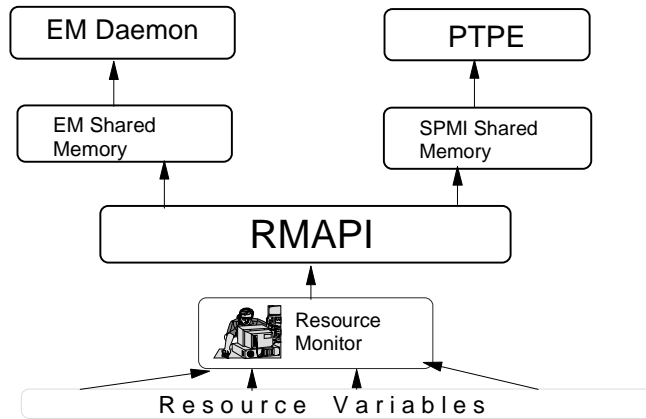 EM Daemon
PTPE
EM Shared
Memory
SPMI Shared
Memory
RMAPI
Resource
Monitor
Resource Variables